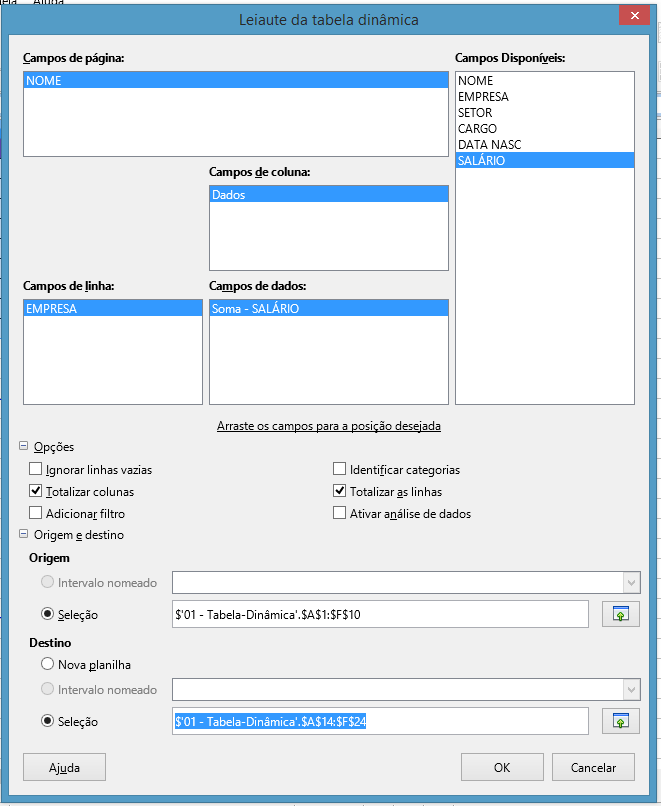 Ajuda
Leiaute da tabela dinâmica
Campos de página:
NOME
Campos Disponíveis:
NOME
EMPRESA
SETOR
CARGO
DATA NASC
SALÁRIO
Campos de coluna:
Dados
Campos de linha:
EMPRESA
Campos de dados:
Soma - SALÁRIO
Arraste os campos para a posição desejada
Opções
Ignorar linhas vazias
Identificar categorias
Totalizar colunas
Totalizar as linhas
Adicionar filtro
Ativar análise de dados
Origem e destino
Origem
Intervalo nomeado
Seleção
$'01 - Tabela-Dinâmica'.$A$1:$F$10
Destino
Nova planilha
Intervalo nomeado
Seleção
$'01 - Tabela-Dinâmica'.$A$14:$F$24
Ajuda
OK
Cancelar